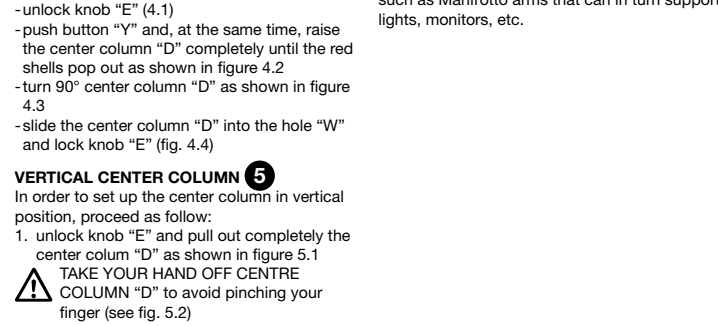 - unlock knob “E” (4.1)
- push button “Y” and, at the same time, raise
the center column “D” completely until the red
shells pop out as shown in figure 4.2
- turn 90° center column “D” as shown in figure
4.3
- slide the center column “D” into the hole “W”
and lock knob “E” (fig. 4.4)
VERTICAL CENTER COLUMN 5
In order to set up the center column in vertical
position, proceed as follow:
1. unlock knob “E” and pull out completely the
center colum “D” as shown in figure 5.1
TAKE YOUR HAND OFF CENTRE
COLUMN “D” to avoid pinching your
finger (see fig. 5.2)
such as Manfrotto arms that can in turn support
lights, monitors, etc.